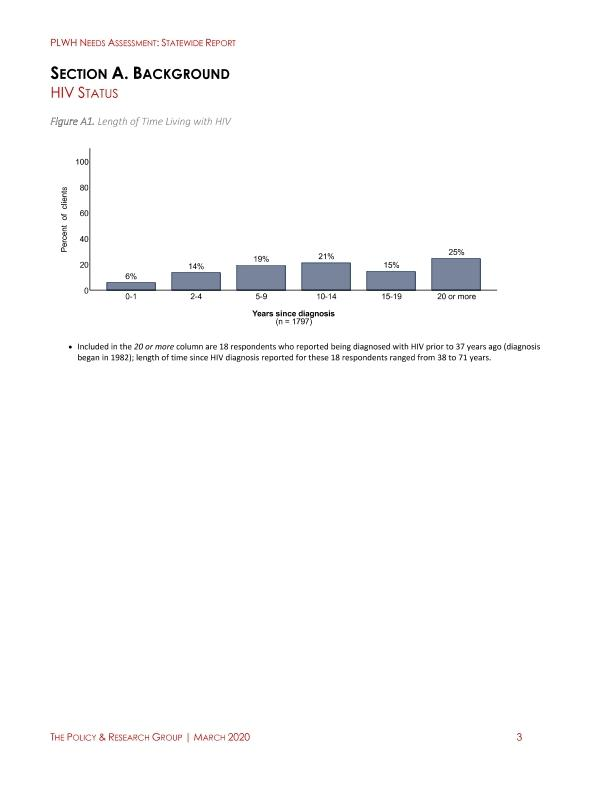 PLWH NEEDS ASSESSMENT: STATEWIDE REPORT
SECTION A. BACKGROUND
HIV STATUS
Figure A1. Length of Time Living with HIV
Percent of clients
100
80
60
40
20
0
6%
14%
19%
21%
15%
25%
0-1
2-4
5-9
10-14
15-19
20 or more
Years since diagnosis
(n = 1797)
• Included in the 20 or more column are 18 respondents who reported being diagnosed with HIV prior to 37 years ago (diagnosis
began in 1982); length of time since HIV diagnosis reported for these 18 respondents ranged from 38 to 71 years.
THE POLICY & RESEARCH GROUP | MARCH 2020
3